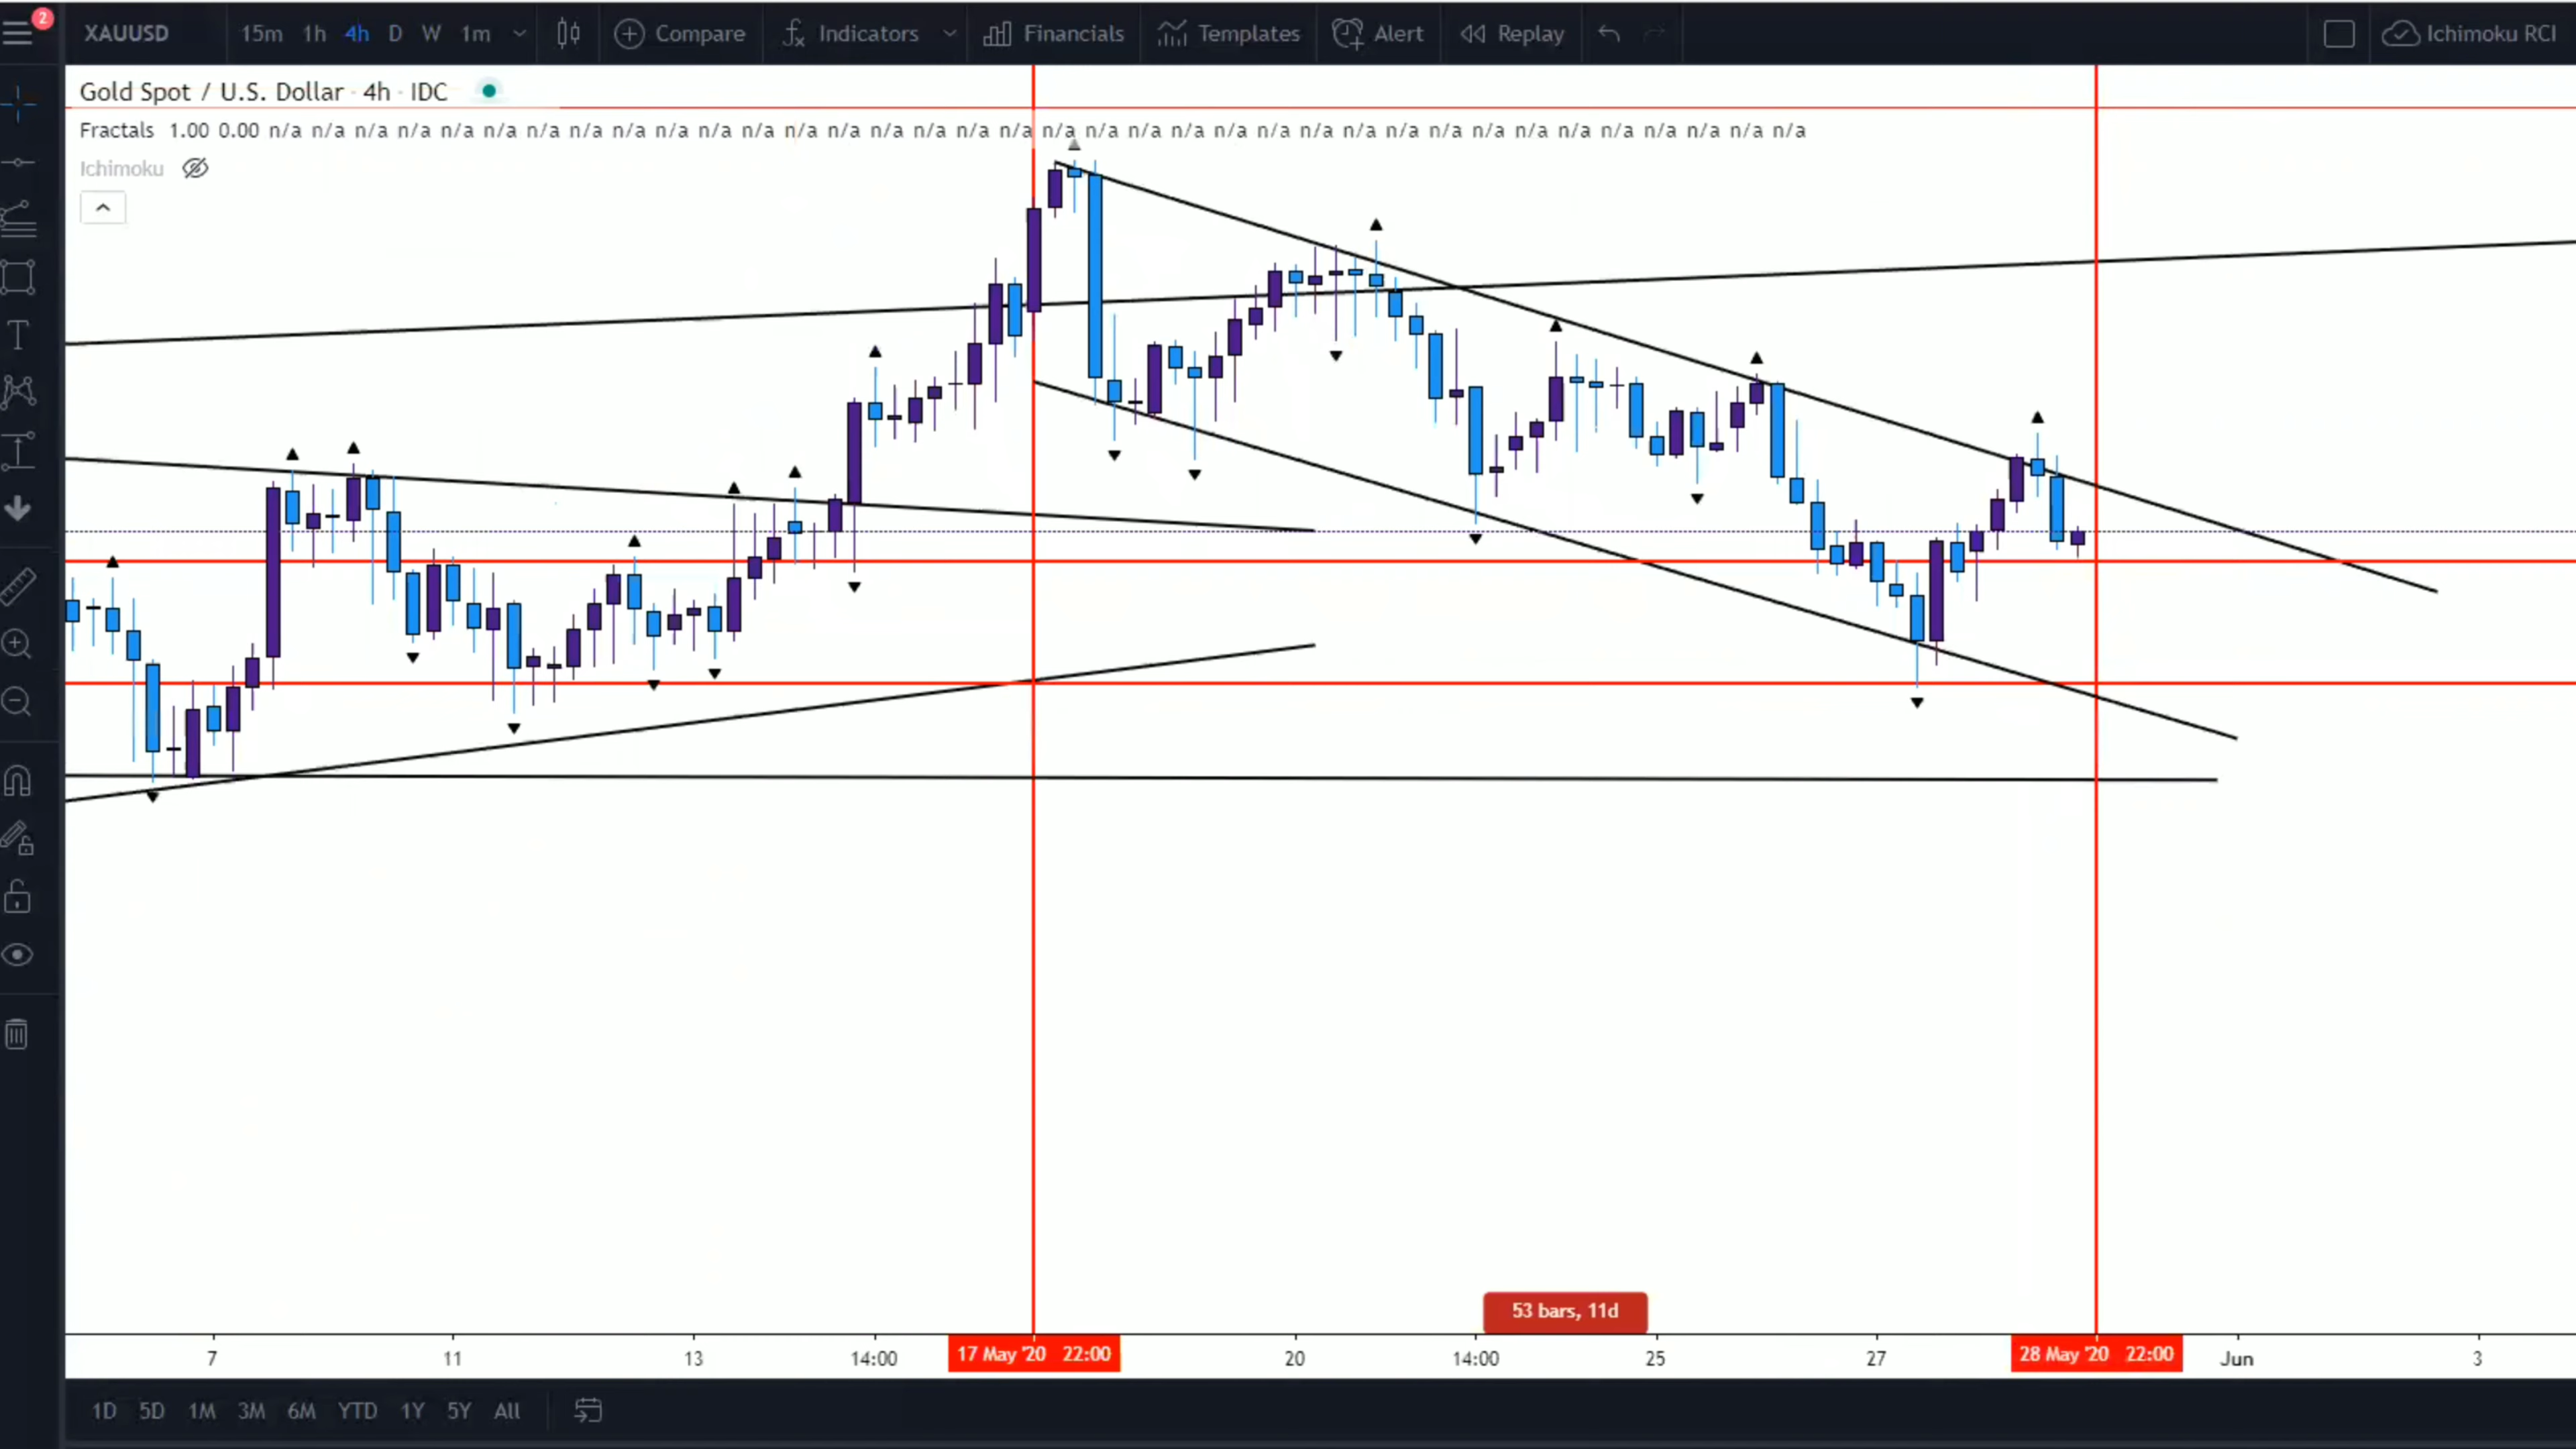 2
XAUUSD 15m 1h 4h D W 1m Compare Indicators Financials Templates Alert Replay Ichimoku RCI
Gold Spot / U.S. Dollar · 4h · IDC
Fractals 1.00 0.00 n/a n/a n/a n/a n/a n/a n/a n/a n/a n/a n/a n/a n/a n/a n/a n/a n/a n/a n/a n/a n/a n/a n/a n/a n/a n/a n/a n/a n/a n/a n/a n/a n/a n/a n/a n/a
Ichimoku
53 bars, 11d
7 11 13 14:00 17 May '20 22:00 20 14:00 25 27 28 May '20 22:00 Jun 3
1D 5D 1M 3M 6M YTD 1Y 5Y All